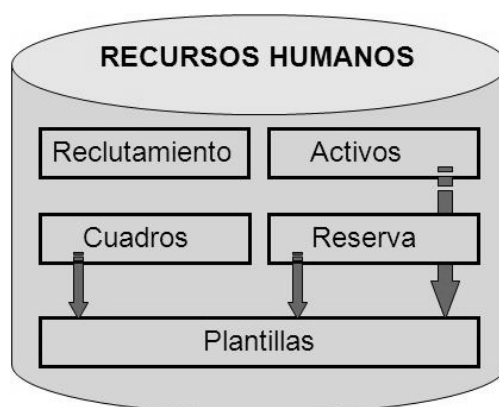 RECURSOS HUMANOS
Reclutamiento
Activos
Cuadros
Reserva
Plantillas